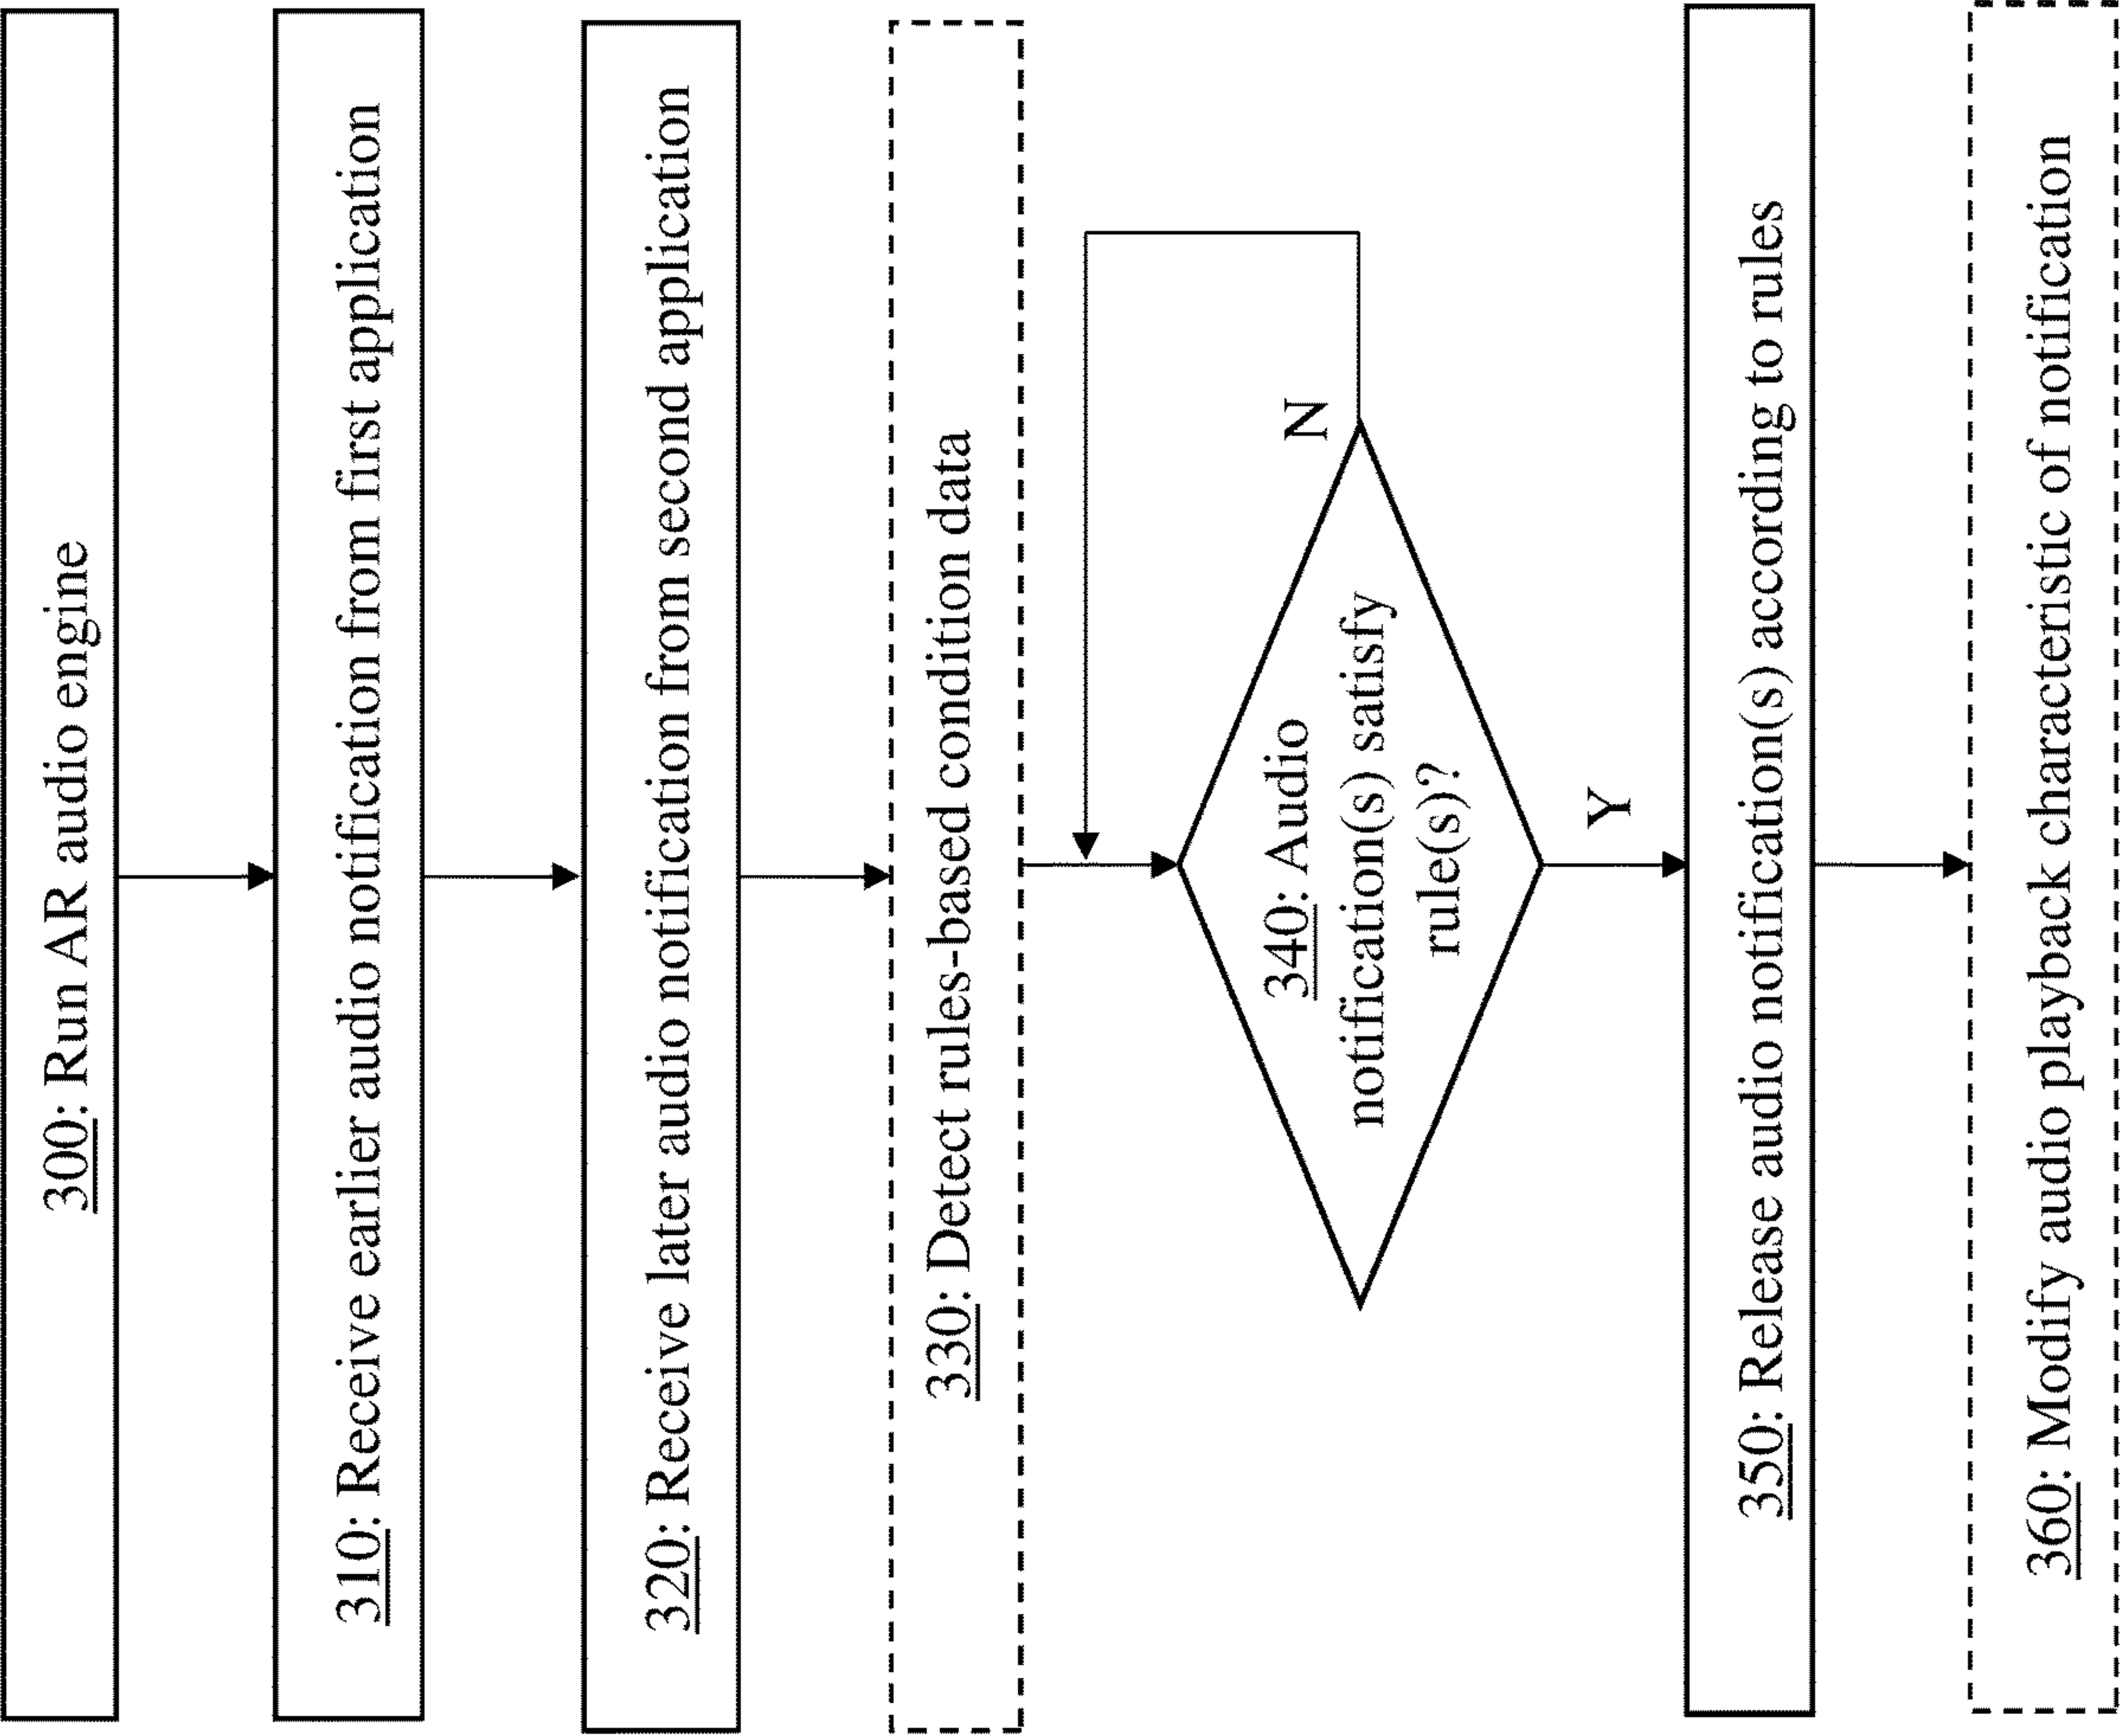 300: Run AR audio engine
310: Receive earlier audio notification from first application
320: Receive later audio notification from second application
330: Detect rules-based condition data
340: Audio
notification(s) satisfy
rule(s)?
N
Y
350: Release audio notification(s) according to rules
360: Modify audio playback characteristic of notification